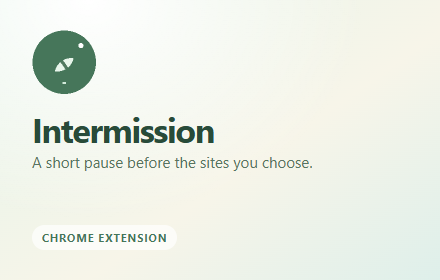 Intermission
A short pause before the sites you choose.
CHROME EXTENSION